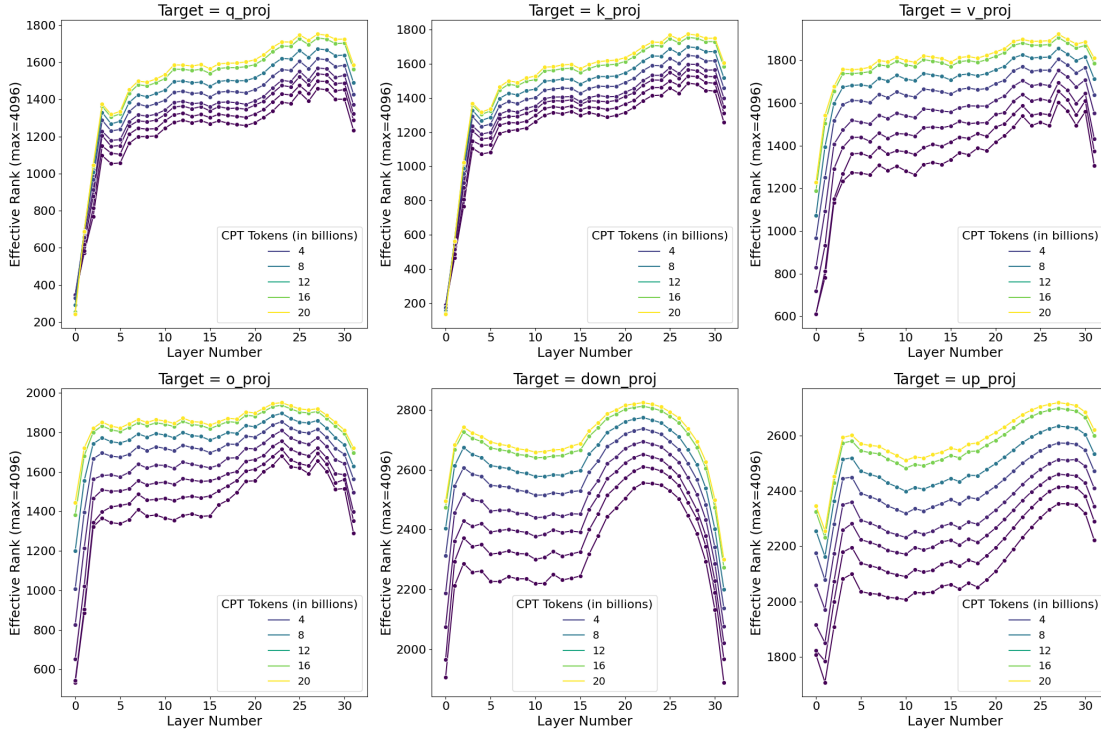 Target = q_proj
Effective Rank (max=4096)
1800
1600
1400
1200
1000
800
600
400
200
CPT Tokens (in billions)
4
8
12
16
20
0 5 10 15 20 25 30
Layer Number
Target = k_proj
Effective Rank (max=4096)
1800
1600
1400
1200
1000
800
600
400
200
CPT Tokens (in billions)
4
8
12
16
20
0 5 10 15 20 25 30
Layer Number
Target = v_proj
Effective Rank (max=4096)
1800
1600
1400
1200
1000
800
600
CPT Tokens (in billions)
4
8
12
16
20
0 5 10 15 20 25 30
Layer Number
Target = o_proj
Effective Rank (max=4096)
2000
1800
1600
1400
1200
1000
800
600
CPT Tokens (in billions)
4
8
12
16
20
0 5 10 15 20 25 30
Layer Number
Target = down_proj
Effective Rank (max=4096)
2800
2600
2400
2200
2000
CPT Tokens (in billions)
4
8
12
16
20
0 5 10 15 20 25 30
Layer Number
Target = up_proj
Effective Rank (max=4096)
2600
2400
2200
2000
1800
CPT Tokens (in billions)
4
8
12
16
20
0 5 10 15 20 25 30
Layer Number